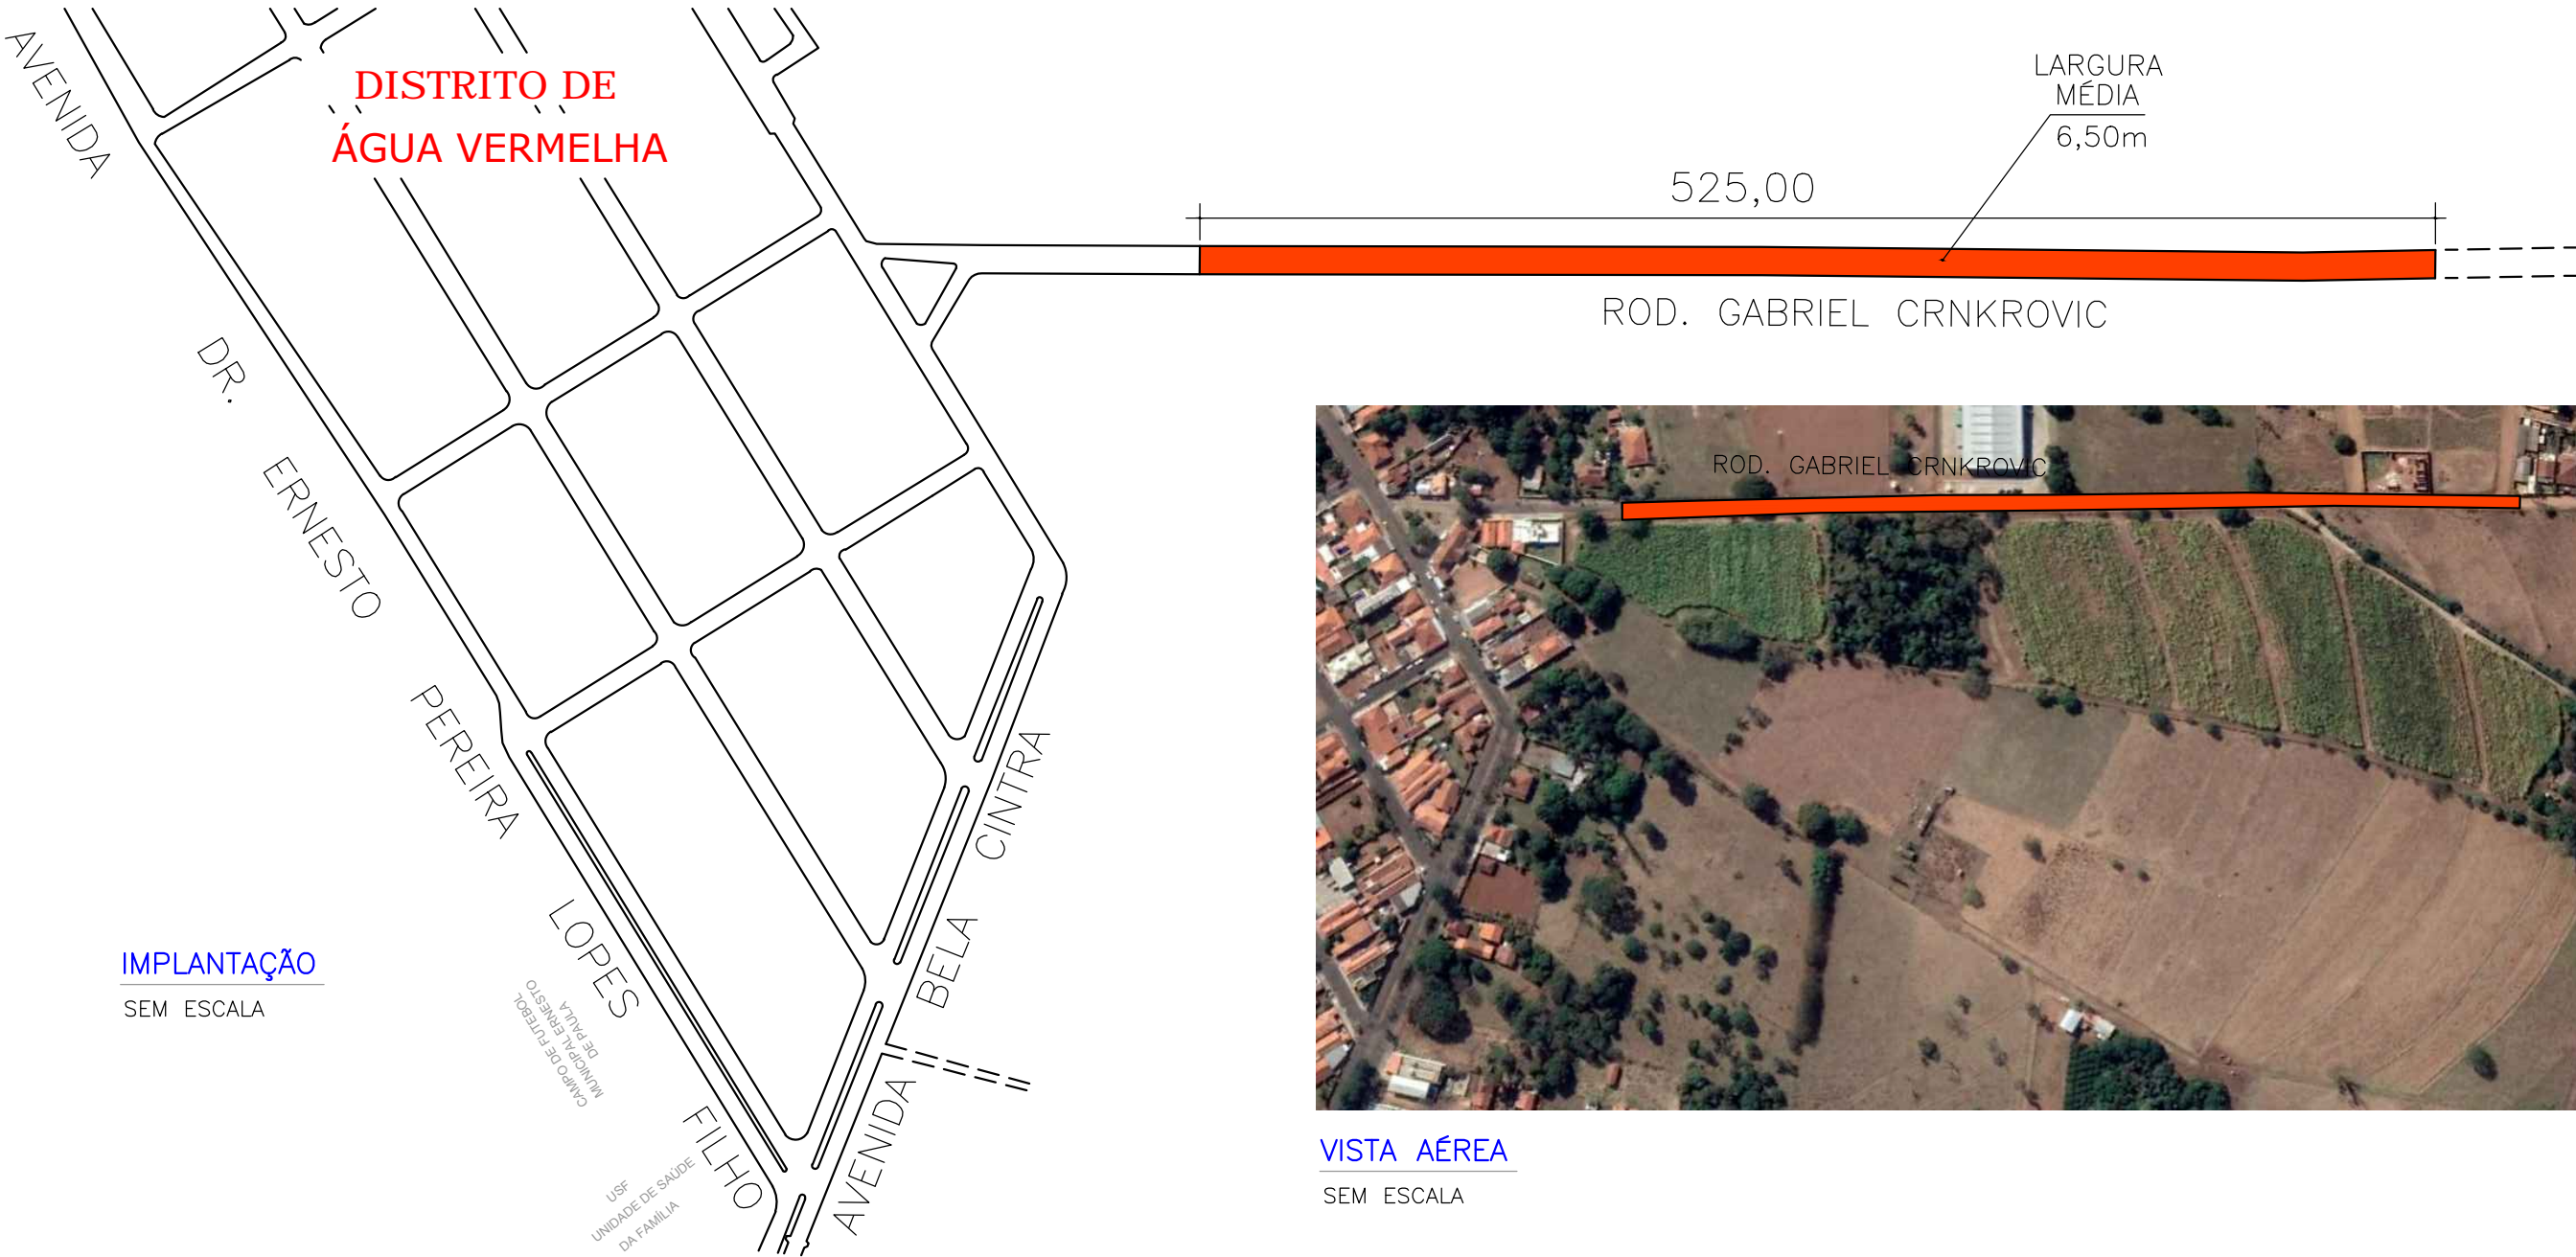 DISTRITO DE
ÁGUA VERMELHA
LARGURA
MÉDIA
6,50m
525,00
ROD. GABRIEL CRNKROVIC
AVENIDA DR. ERNESTO PEREIRA LOPES FILHO
AVENIDA BELA CINTRA
CAMPO DE FUTEBOL
MUNICIPAL ERNESTO
DE PAULA
USF
UNIDADE DE SAÚDE
DA FAMÍLIA
IMPLANTAÇÃO
SEM ESCALA
ROD. GABRIEL CRNKROVIC
VISTA AÉREA
SEM ESCALA